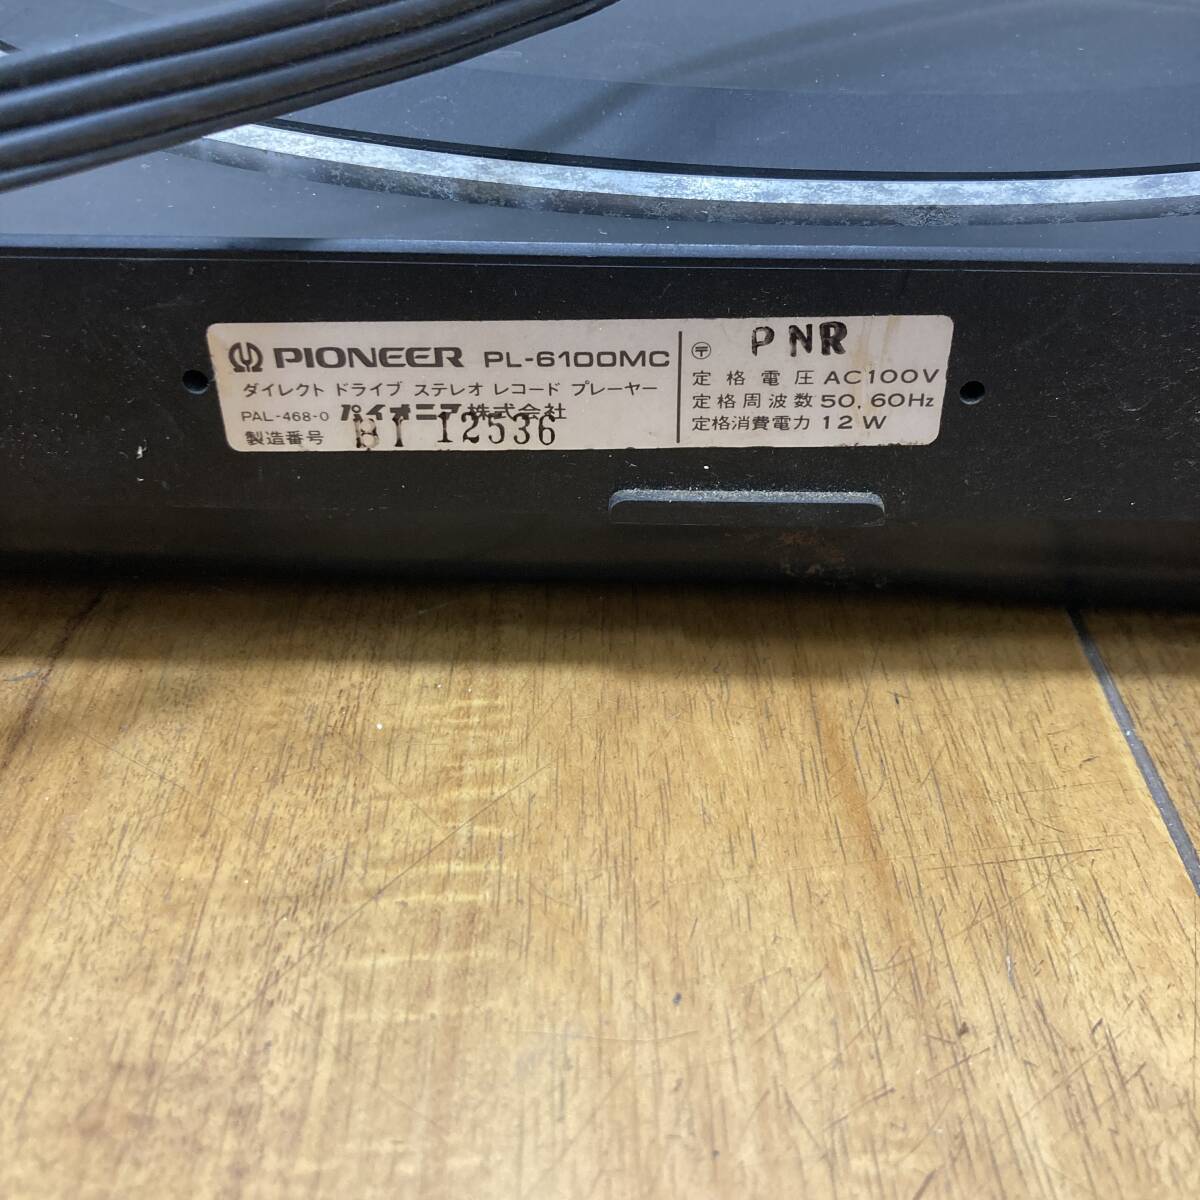 PIONEER PL-6100MC
ダイレクト ドライブ ステレオ レコード プレーヤー
PAL-468-0 パイオニア株式会社
製造番号 12536
〒 PNR
定格電圧 AC100V
定格周波数 50, 60Hz
定格消費電力 12W